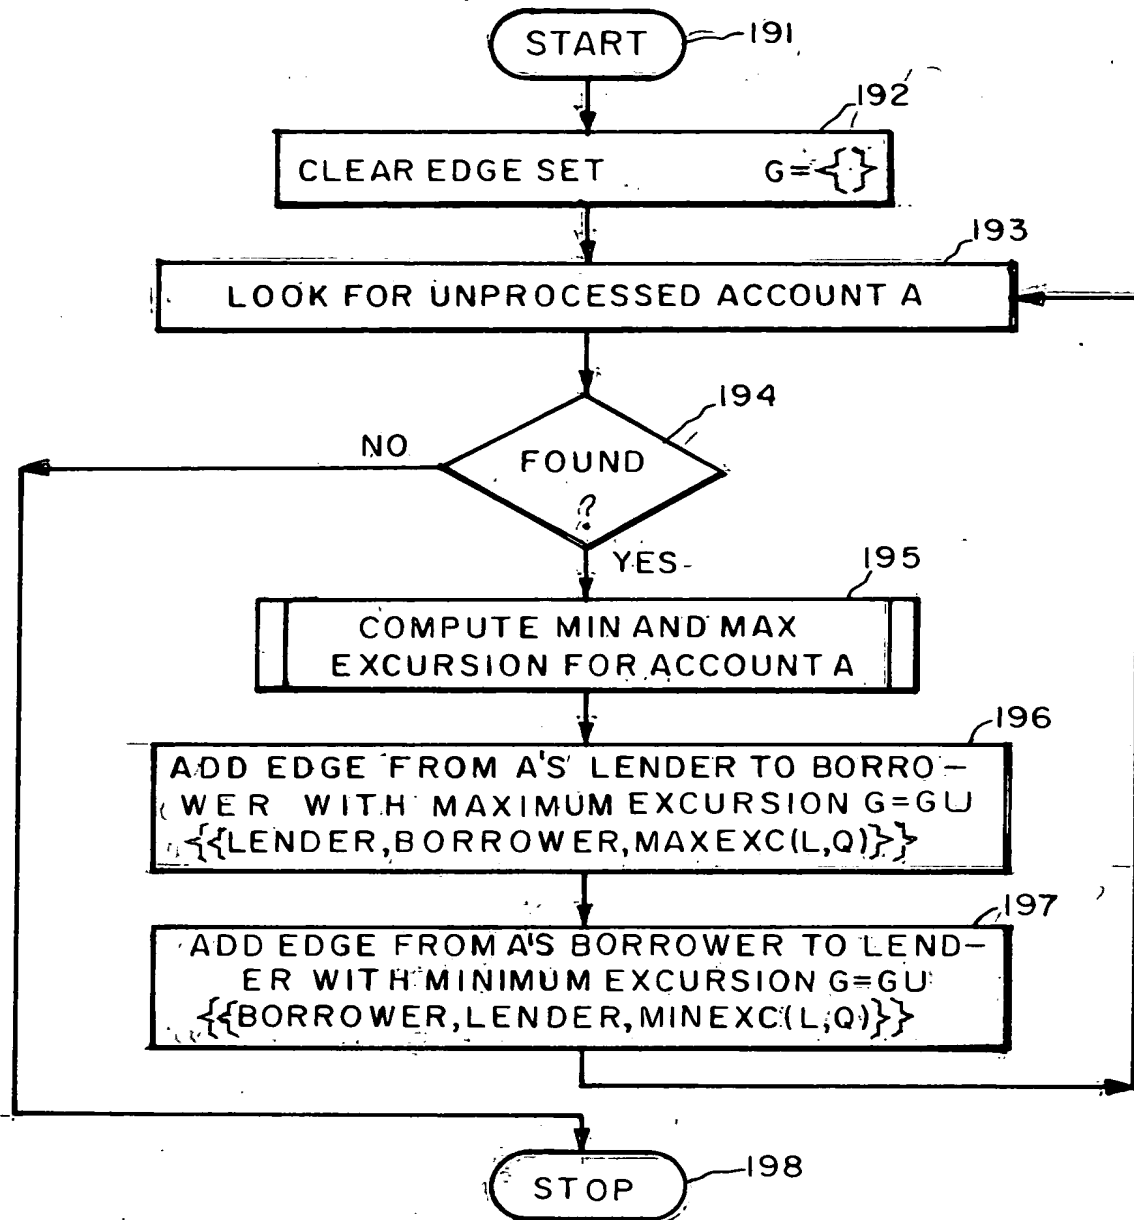 START
191
192
CLEAR EDGE SET G={}
193
LOOK FOR UNPROCESSED ACCOUNT A
194
NO
FOUND
?
YES
195
COMPUTE MIN AND MAX
EXCURSION FOR ACCOUNT A
196
ADD EDGE FROM A'S LENDER TO BORRO-
WER WITH MAXIMUM EXCURSION G=GU
{{LENDER,BORROWER,MAXEXC(L,Q)}}
197
ADD EDGE FROM A'S BORROWER TO LEND-
ER WITH MINIMUM EXCURSION G=GU
{{BORROWER,LENDER,MINEXC(L,Q)}}
198
STOP